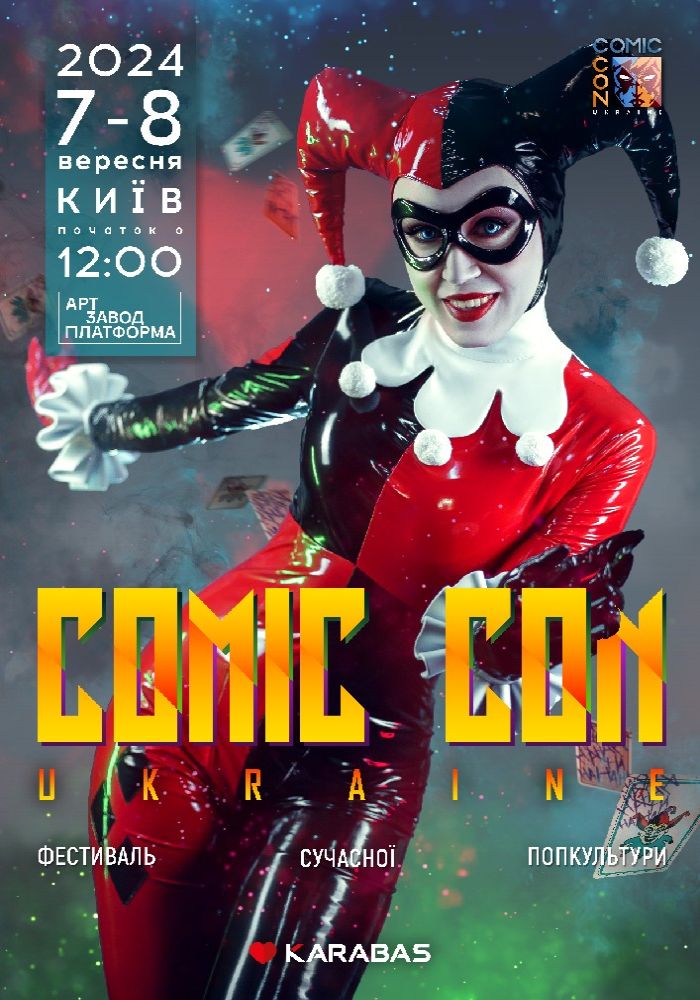 2024
7-8
вересня
КИЇВ
початок о
12:00
АРТ
ЗАВОД
ПЛАТФОРМА
COMIC
CON
UKRAINE
COMIC CON
UKRAINE
ФЕСТИВАЛЬ СУЧАСНОЇ ПОПКУЛЬТУРИ
KARABAS